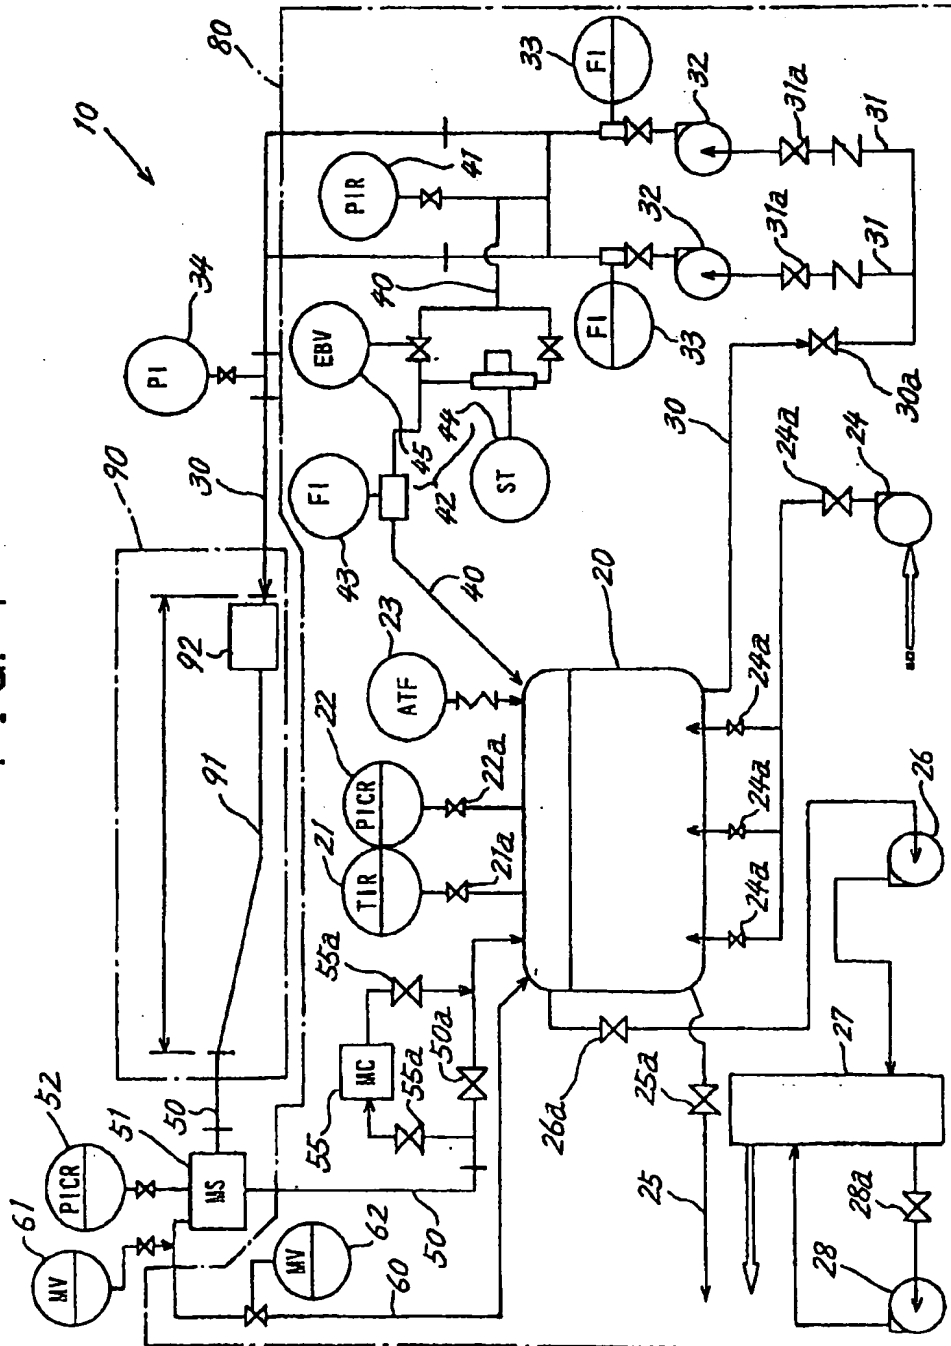 10
80
33
FI
32
31a
31
PIR
41
34
PI
40
32
31a
31
EBV
FI
33
30a
30
90
30
45
44
42
ST
FI
43
40
24a
24
92
91
23
ATF
22
PICR
21
TIR
22a
21a
20
24a
24a
24a
26
55a
MC
55
55a
50a
26a
25a
25
27
28a
28
52
PICR
51
MS
50
50
61
MV
62
MV
60